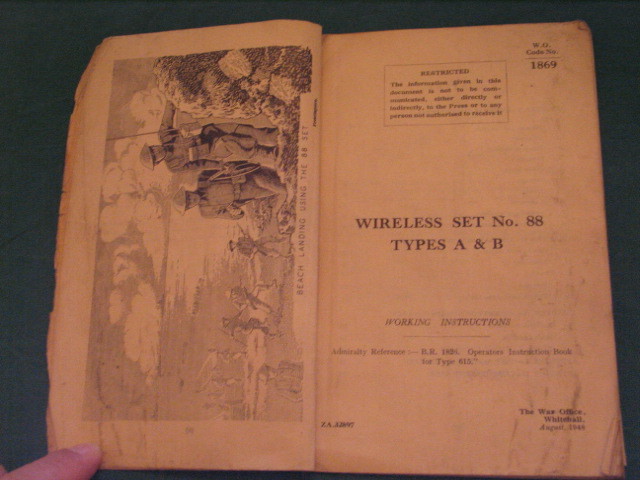 BEACH LANDING USING THE 88 SET
W.O.
Code No.
1869
RESTRICTED
The information given in this
document is not to be com-
municated, either directly or
indirectly, to the Press or to any
person not authorised to receive it
WIRELESS SET No. 88
TYPES A & B
WORKING INSTRUCTIONS
Admiralty Reference :— B.R. 1828. Operators Instruction Book
for Type 615."
The War Office,
Whitehall,
August, 1948